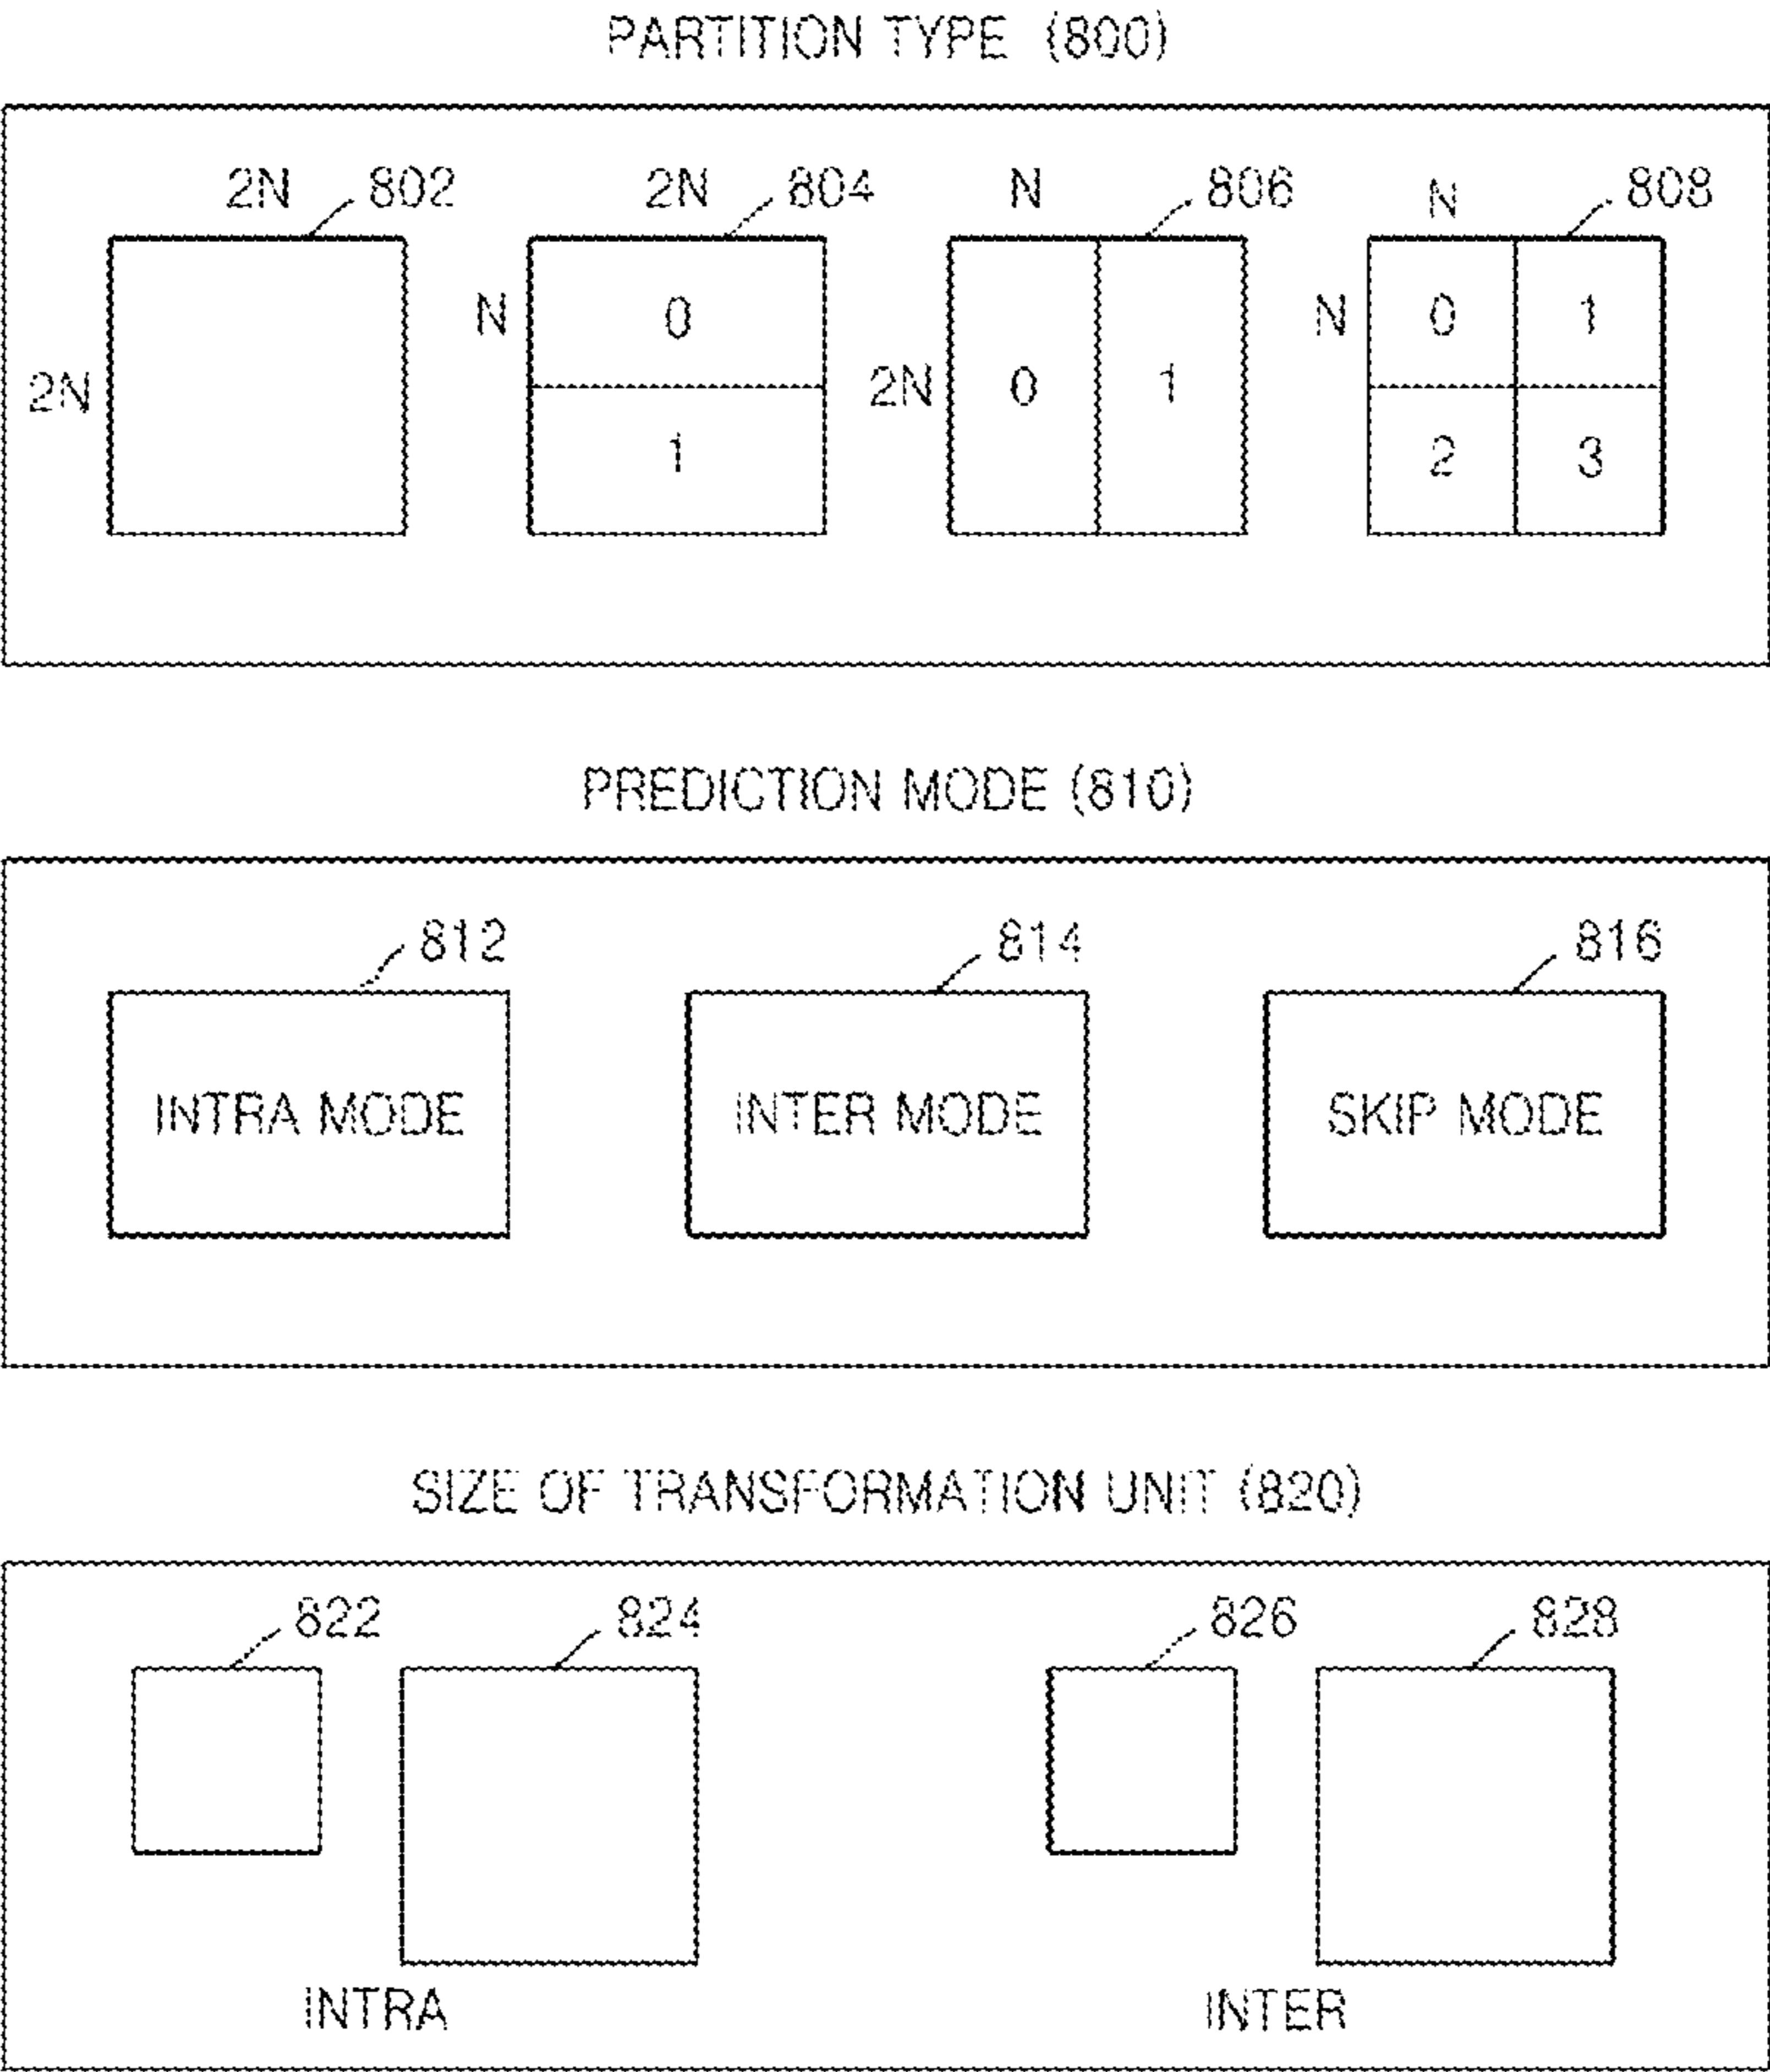 PARTITION TYPE (800)
2N 802 2N 804 N 806 N 808
N 0 N 0 1
2N 2N 0 1
1 2 3
PREDICTION MODE (810)
812 814 816
INTRA MODE INTER MODE SKIP MODE
SIZE OF TRANSFORMATION UNIT (820)
822 824 826 828
INTRA INTER